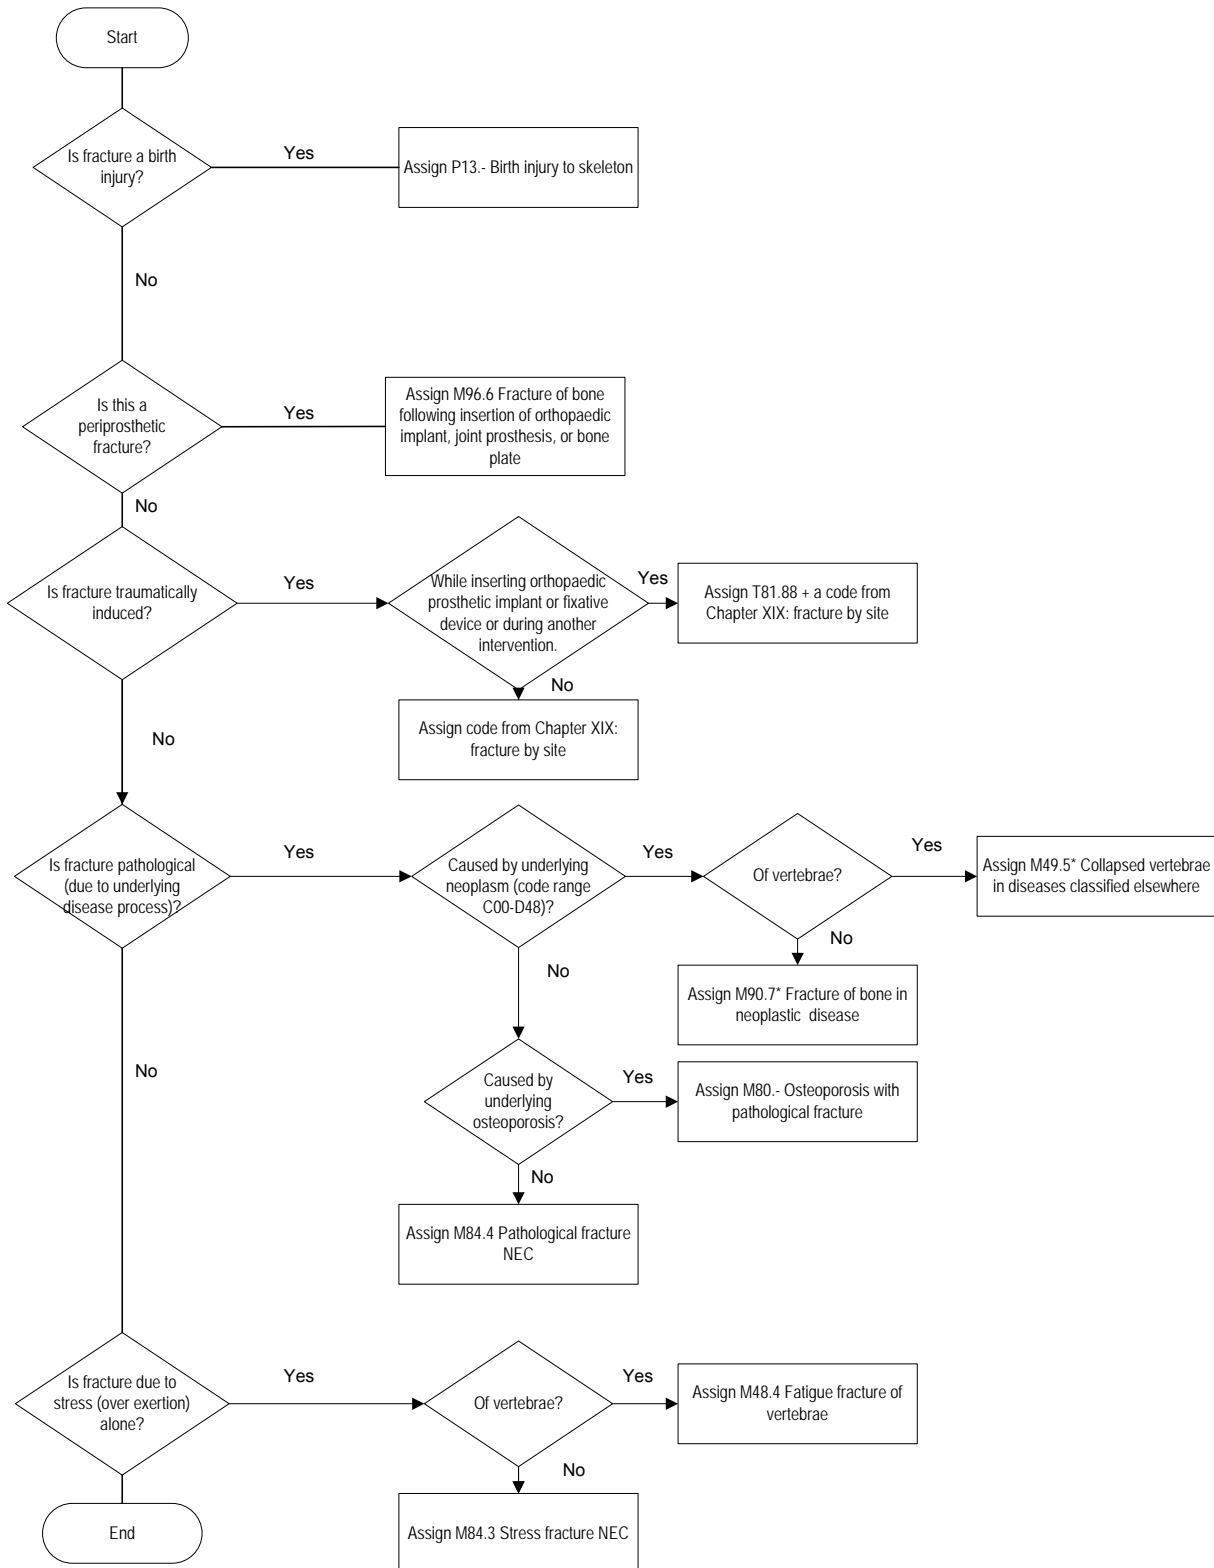 Start
Is fracture a birth
injury?
Yes
Assign P13.- Birth injury to skeleton
No
Is this a
periprosthetic
fracture?
Yes
Assign M96.6 Fracture of bone
following insertion of orthopaedic
implant, joint prosthesis, or bone
plate
No
Is fracture traumatically
induced?
Yes
While inserting orthopaedic
prosthetic implant or fixative
device or during another
intervention.
Yes
Assign T81.88 + a code from
Chapter XIX: fracture by site
No
Assign code from Chapter XIX:
fracture by site
No
Is fracture pathological
(due to underlying
disease process)?
Yes
Caused by underlying
neoplasm (code range
C00-D48)?
Yes
Of vertebrae?
Yes
Assign M49.5* Collapsed vertebrae
in diseases classified elsewhere
No
Assign M90.7* Fracture of bone in
neoplastic disease
No
Caused by
underlying
osteoporosis?
Yes
Assign M80.- Osteoporosis with
pathological fracture
No
Assign M84.4 Pathological fracture
NEC
No
Is fracture due to
stress (over exertion)
alone?
Yes
Of vertebrae?
Yes
Assign M48.4 Fatigue fracture of
vertebrae
No
Assign M84.3 Stress fracture NEC
End